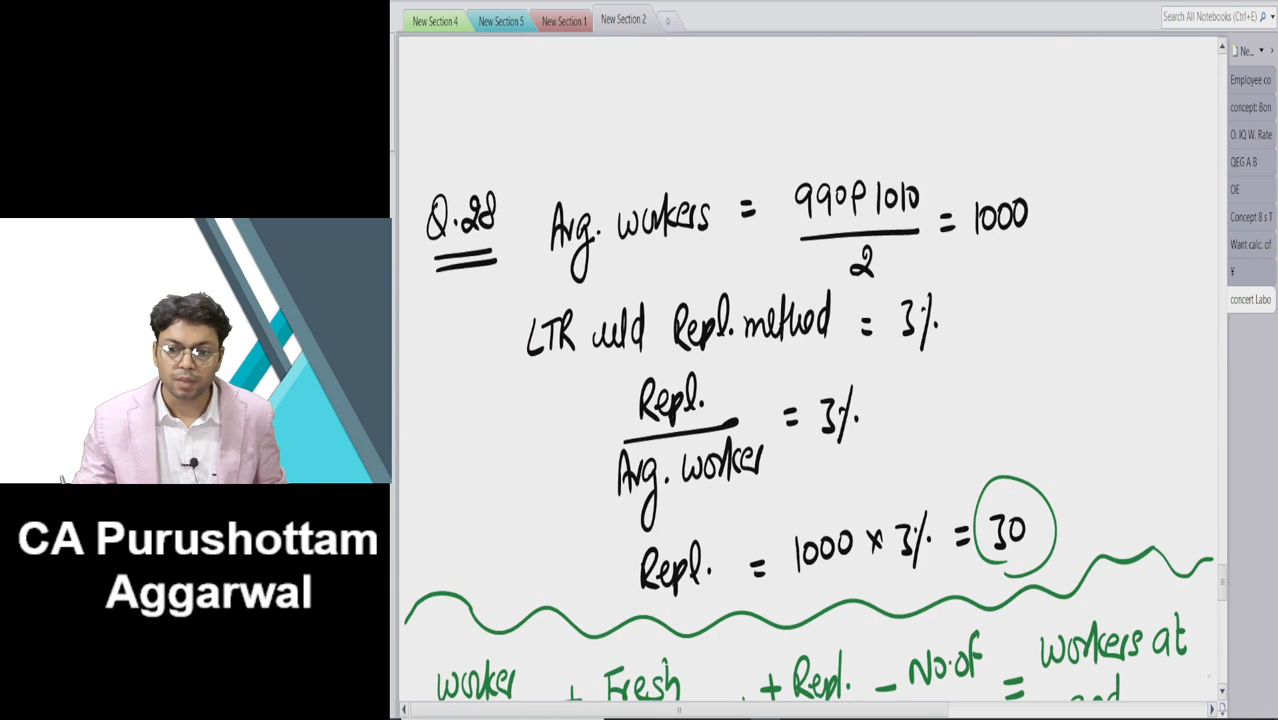 New Section 4 New Section 5 New Section 1 New Section 2
Search All Notebooks (Ctrl+E)
Ne...
Employee co
concept: Bon
O. IQ W. Rate
QEG A B
OE
Concept 8 s T
Want calc. of
¥
concert Labo
Q.28 Avg. workers = 990+1010 / 2 = 1000
LTR u Repl. method = 3%
Repl. / Avg. worker = 3%
Repl. = 1000 × 3% = 30
worker + Fresh + Repl. - No. of = workers at
end
CA Purushottam
Aggarwal